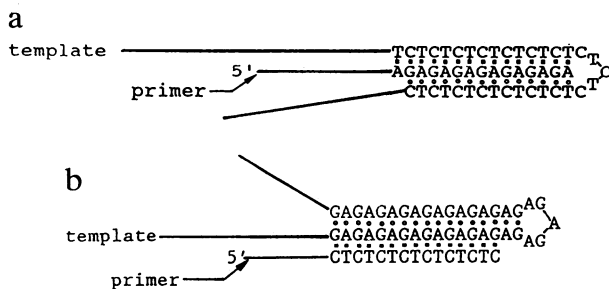 a
template TCTCTCTCTCTCTCTC T
5' AGAGAGAGAGAGAGA C
primer CTCTCTCTCTCTCTC T
b
GAGAGAGAGAGAGAGAG AG
A
template GAGAGAGAGAGAGAGAG AG
5' CTCTCTCTCTCTCTC
primer